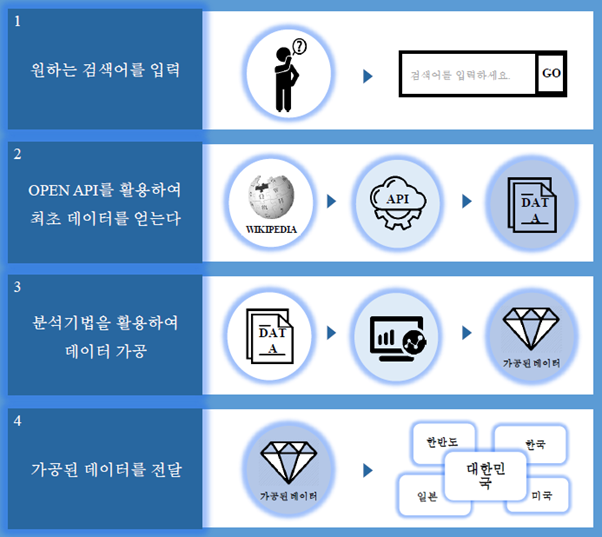 1
원하는 검색어를 입력
?
검색어를 입력하세요.
GO
2
OPEN API를 활용하여
최초 데이터를 얻는다
WIKIPEDIA
API
DAT
A
3
분석기법을 활용하여
데이터 가공
DAT
A
가공된 데이터
4
가공된 데이터를 전달
가공된 데이터
한반도
한국
대한민
국
일본
미국